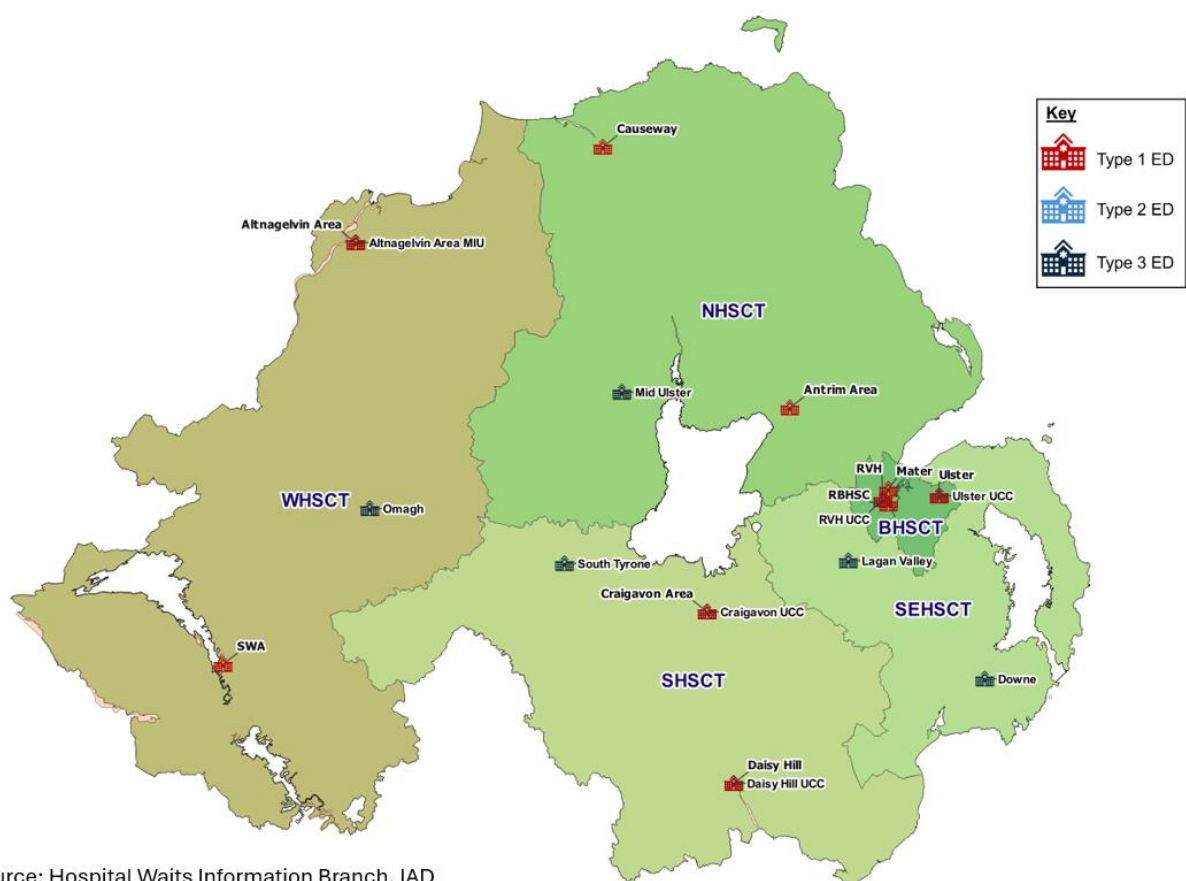 Key
Type 1 ED
Type 2 ED
Type 3 ED
Causeway
Altnagelvin Area
Altnagelvin Area MIU
NHSCT
Mid Ulster
Antrim Area
RVH
Mater
Ulster
RBHSC
Ulster UCC
RVH UCC
BHSCT
WHSCT
Omagh
South Tyrone
Lagan Valley
Craigavon Area
Craigavon UCC
SEHSCT
SWA
SHSCT
Downe
Daisy Hill
Daisy Hill UCC
urce: Hospital Waits Information Branch, IAD